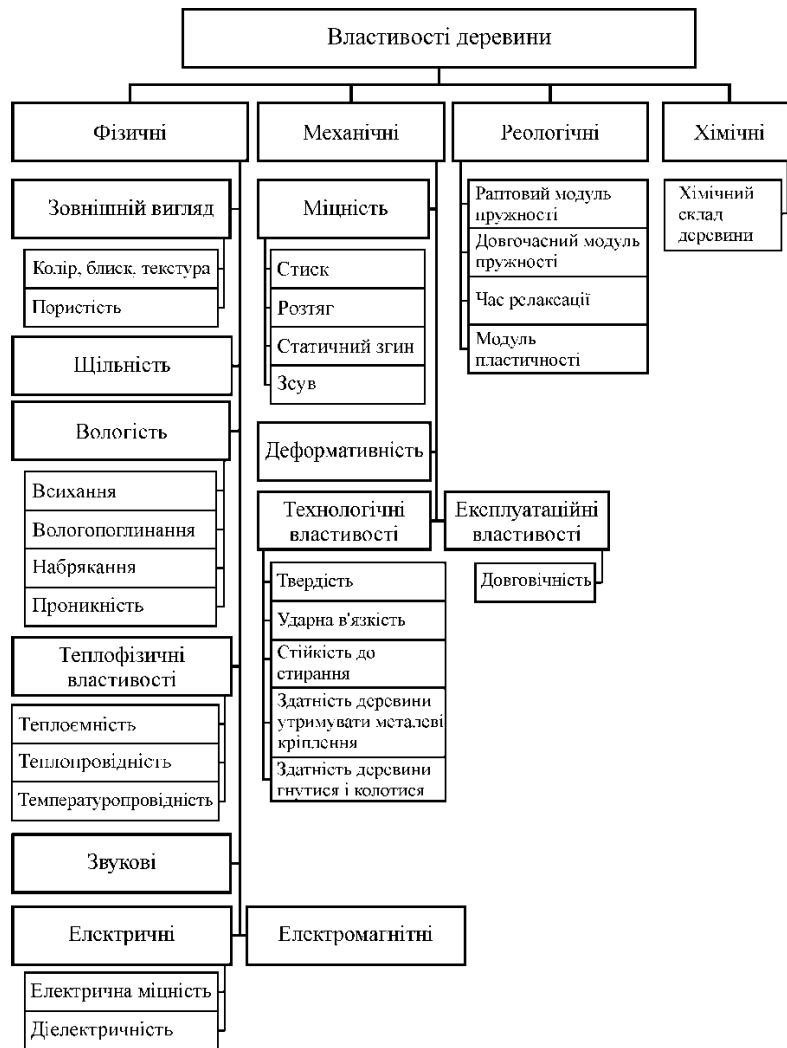 Властивості деревини
Фізичні
Механічні
Реологічні
Хімічні
Зовнішній вигляд
Колір, блиск, текстура
Пористість
Щільність
Вологість
Всихання
Вологопоглинання
Набрякання
Проникність
Теплофізичні
властивості
Теплоємність
Теплопровідність
Температуропровідність
Звукові
Електричні
Електрична міцність
Діелектричність
Електромагнітні
Міцність
Стиск
Розтяг
Статичний згин
Зсув
Деформативність
Технологічні
властивості
Твердість
Ударна в'язкість
Стійкість до
стирання
Здатність деревини
утримувати металеві
кріплення
Здатність деревини
гнутися і колотися
Експлуатаційні
властивості
Довговічність
Раптовий модуль
пружності
Довгочасний модуль
пружності
Час релаксації
Модуль
пластичності
Хімічний
склад
деревини